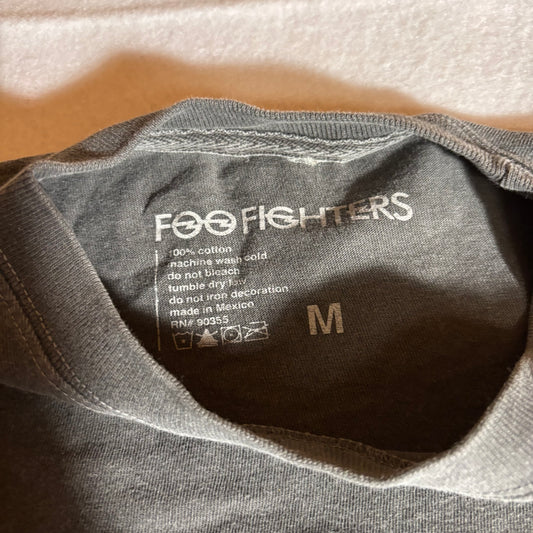 FOO FIGHTERS
100% cotton
machine wash cold
do not bleach
tumble dry low
do not iron decoration
made in Mexico
RN# 90355
M